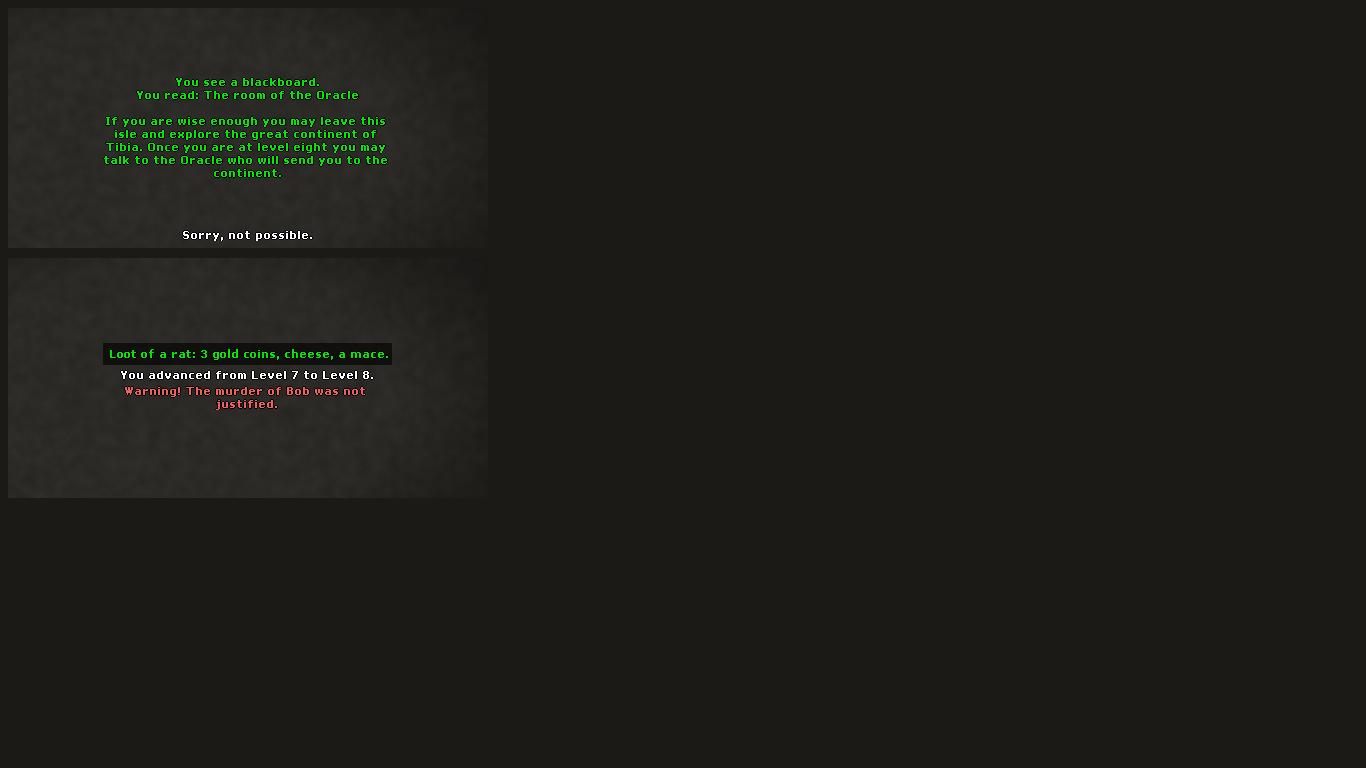 You see a blackboard.
You read: The room of the Oracle
If you are wise enough you may leave this
isle and explore the great continent of
Tibia. Once you are at level eight you may
talk to the Oracle who will send you to the
continent.
Sorry, not possible.
Loot of a rat: 3 gold coins, cheese, a mace.
You advanced from Level 7 to Level 8.
Warning! The murder of Bob was not
justified.